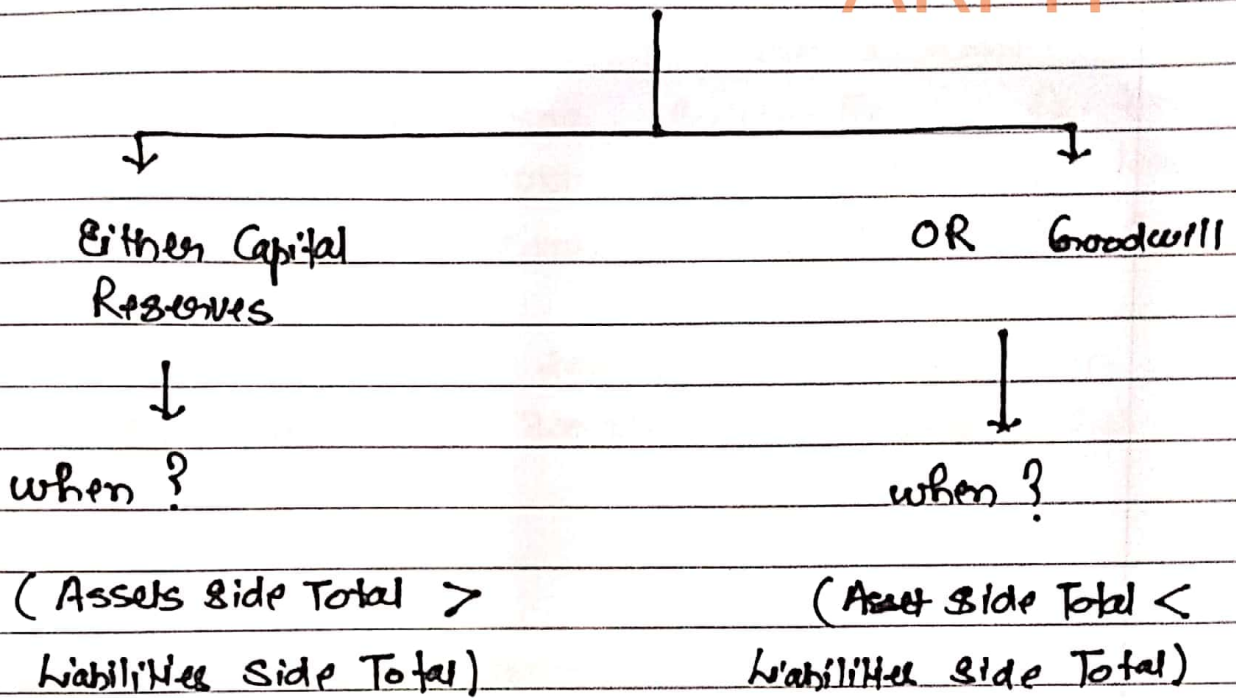 Either Capital OR Goodwill
Reserves
when ? when ?
( Assets Side Total > (Asset Side Total <
Liabilities Side Total) Liabilities Side Total)